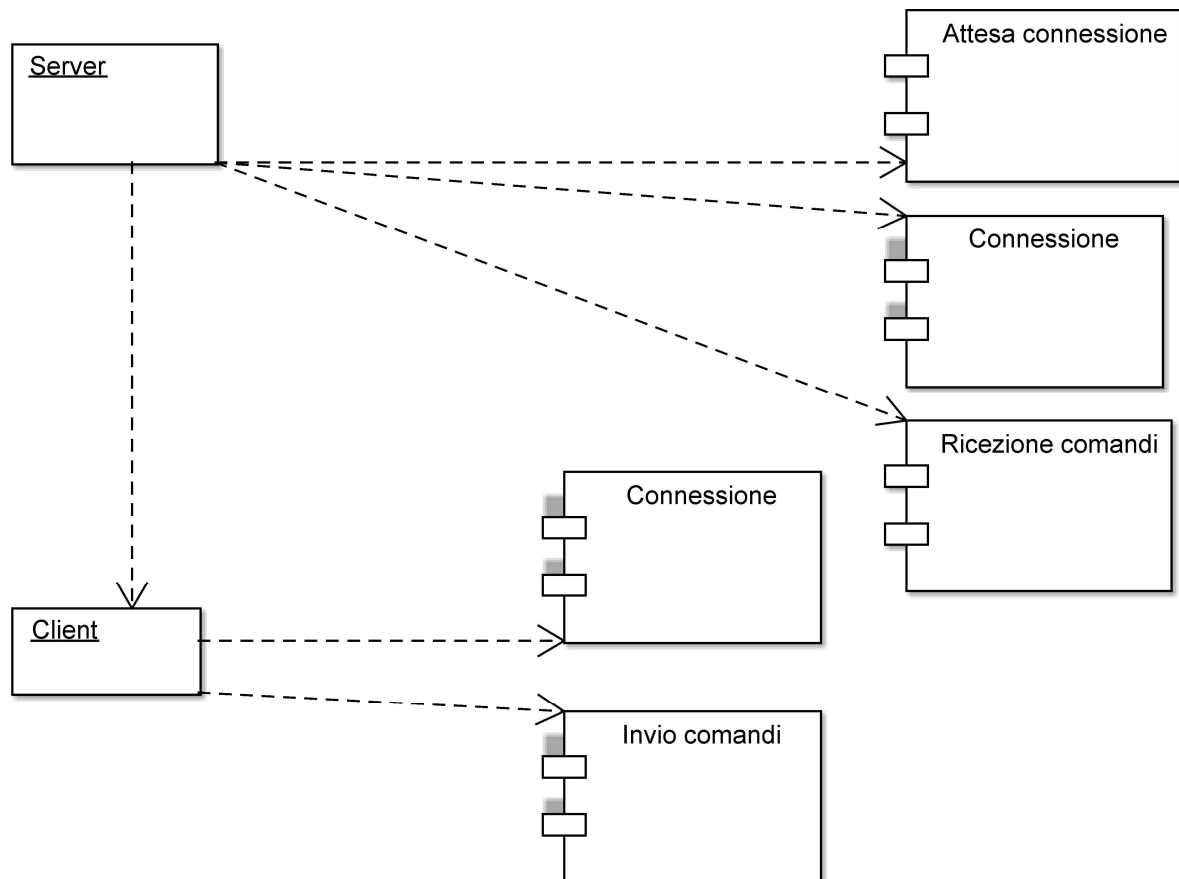 Server
Attesa connessione
Connessione
Ricezione comandi
Connessione
Client
Invio comandi